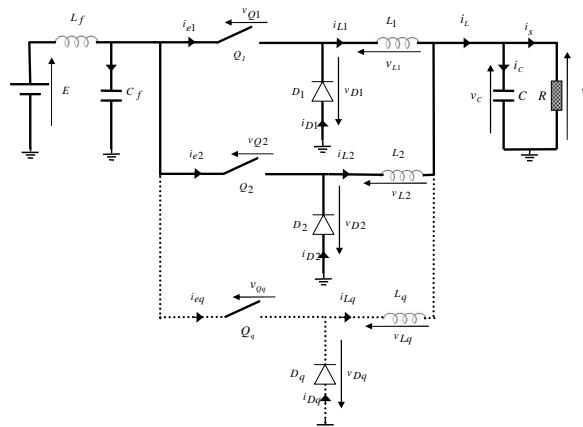 v_Q1
L_f i_e1 i_L1 L_1 i_L i_s
Q_1 v_L1
E C_f D_1 v_D1 v_C i_C C R v
i_D1
i_e2 v_Q2 i_L2 L_2
Q_2 v_L2
D_2 v_D2
i_D2
i_eq v_Qq i_Lq L_q
Q_q v_Lq
D_q v_Dq
i_Dq